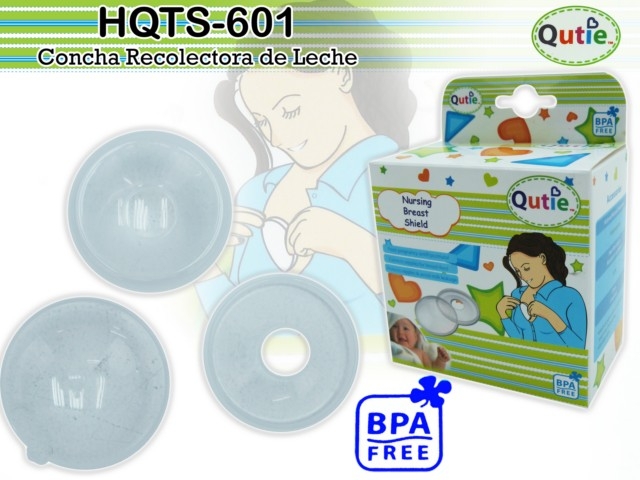 HQTS-601
Concha Recolectora de Leche
Qutie
Qutie
BPA
FREE
Qutie
Nursing
Breast
Shield
BPA
FREE
BPA
FREE